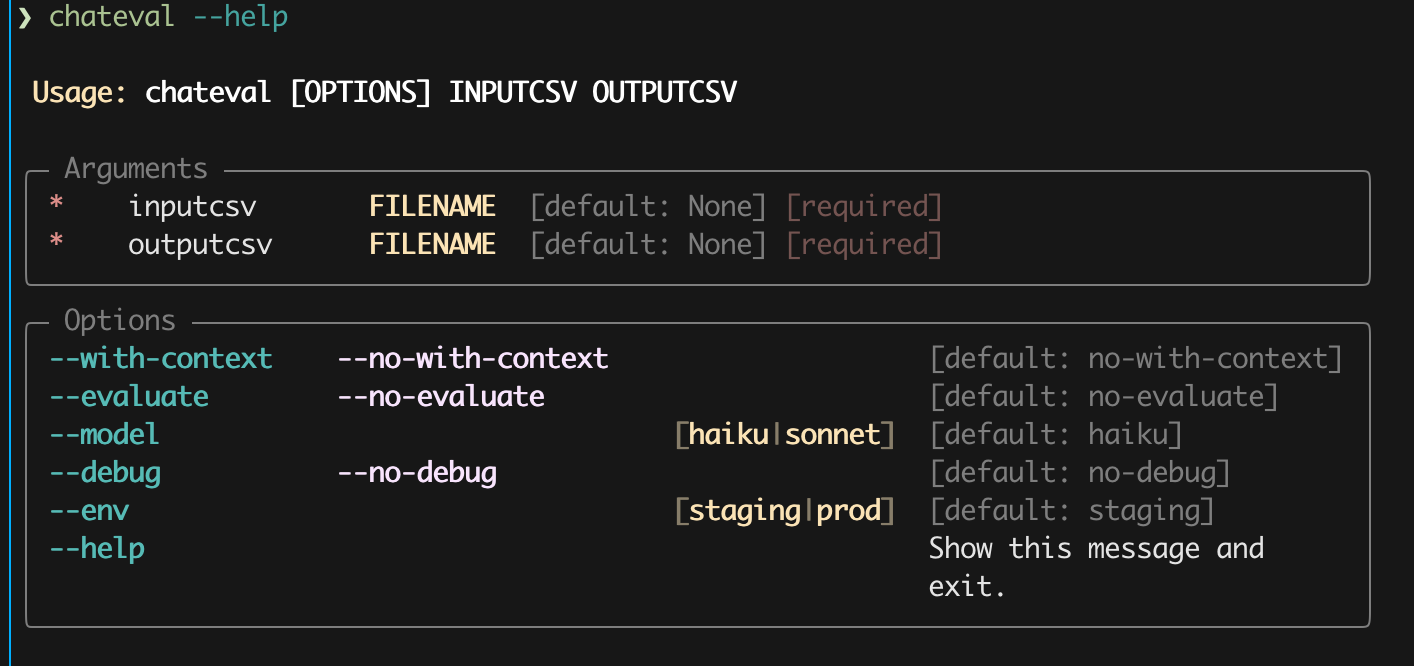 ❯ chateval --help
Usage: chateval [OPTIONS] INPUTCSV OUTPUTCSV
Arguments
* inputcsv FILENAME [default: None] [required]
* outputcsv FILENAME [default: None] [required]
Options
--with-context --no-with-context [default: no-with-context]
--evaluate --no-evaluate [default: no-evaluate]
--model [haiku|sonnet] [default: haiku]
--debug --no-debug [default: no-debug]
--env [staging|prod] [default: staging]
--help Show this message and
exit.